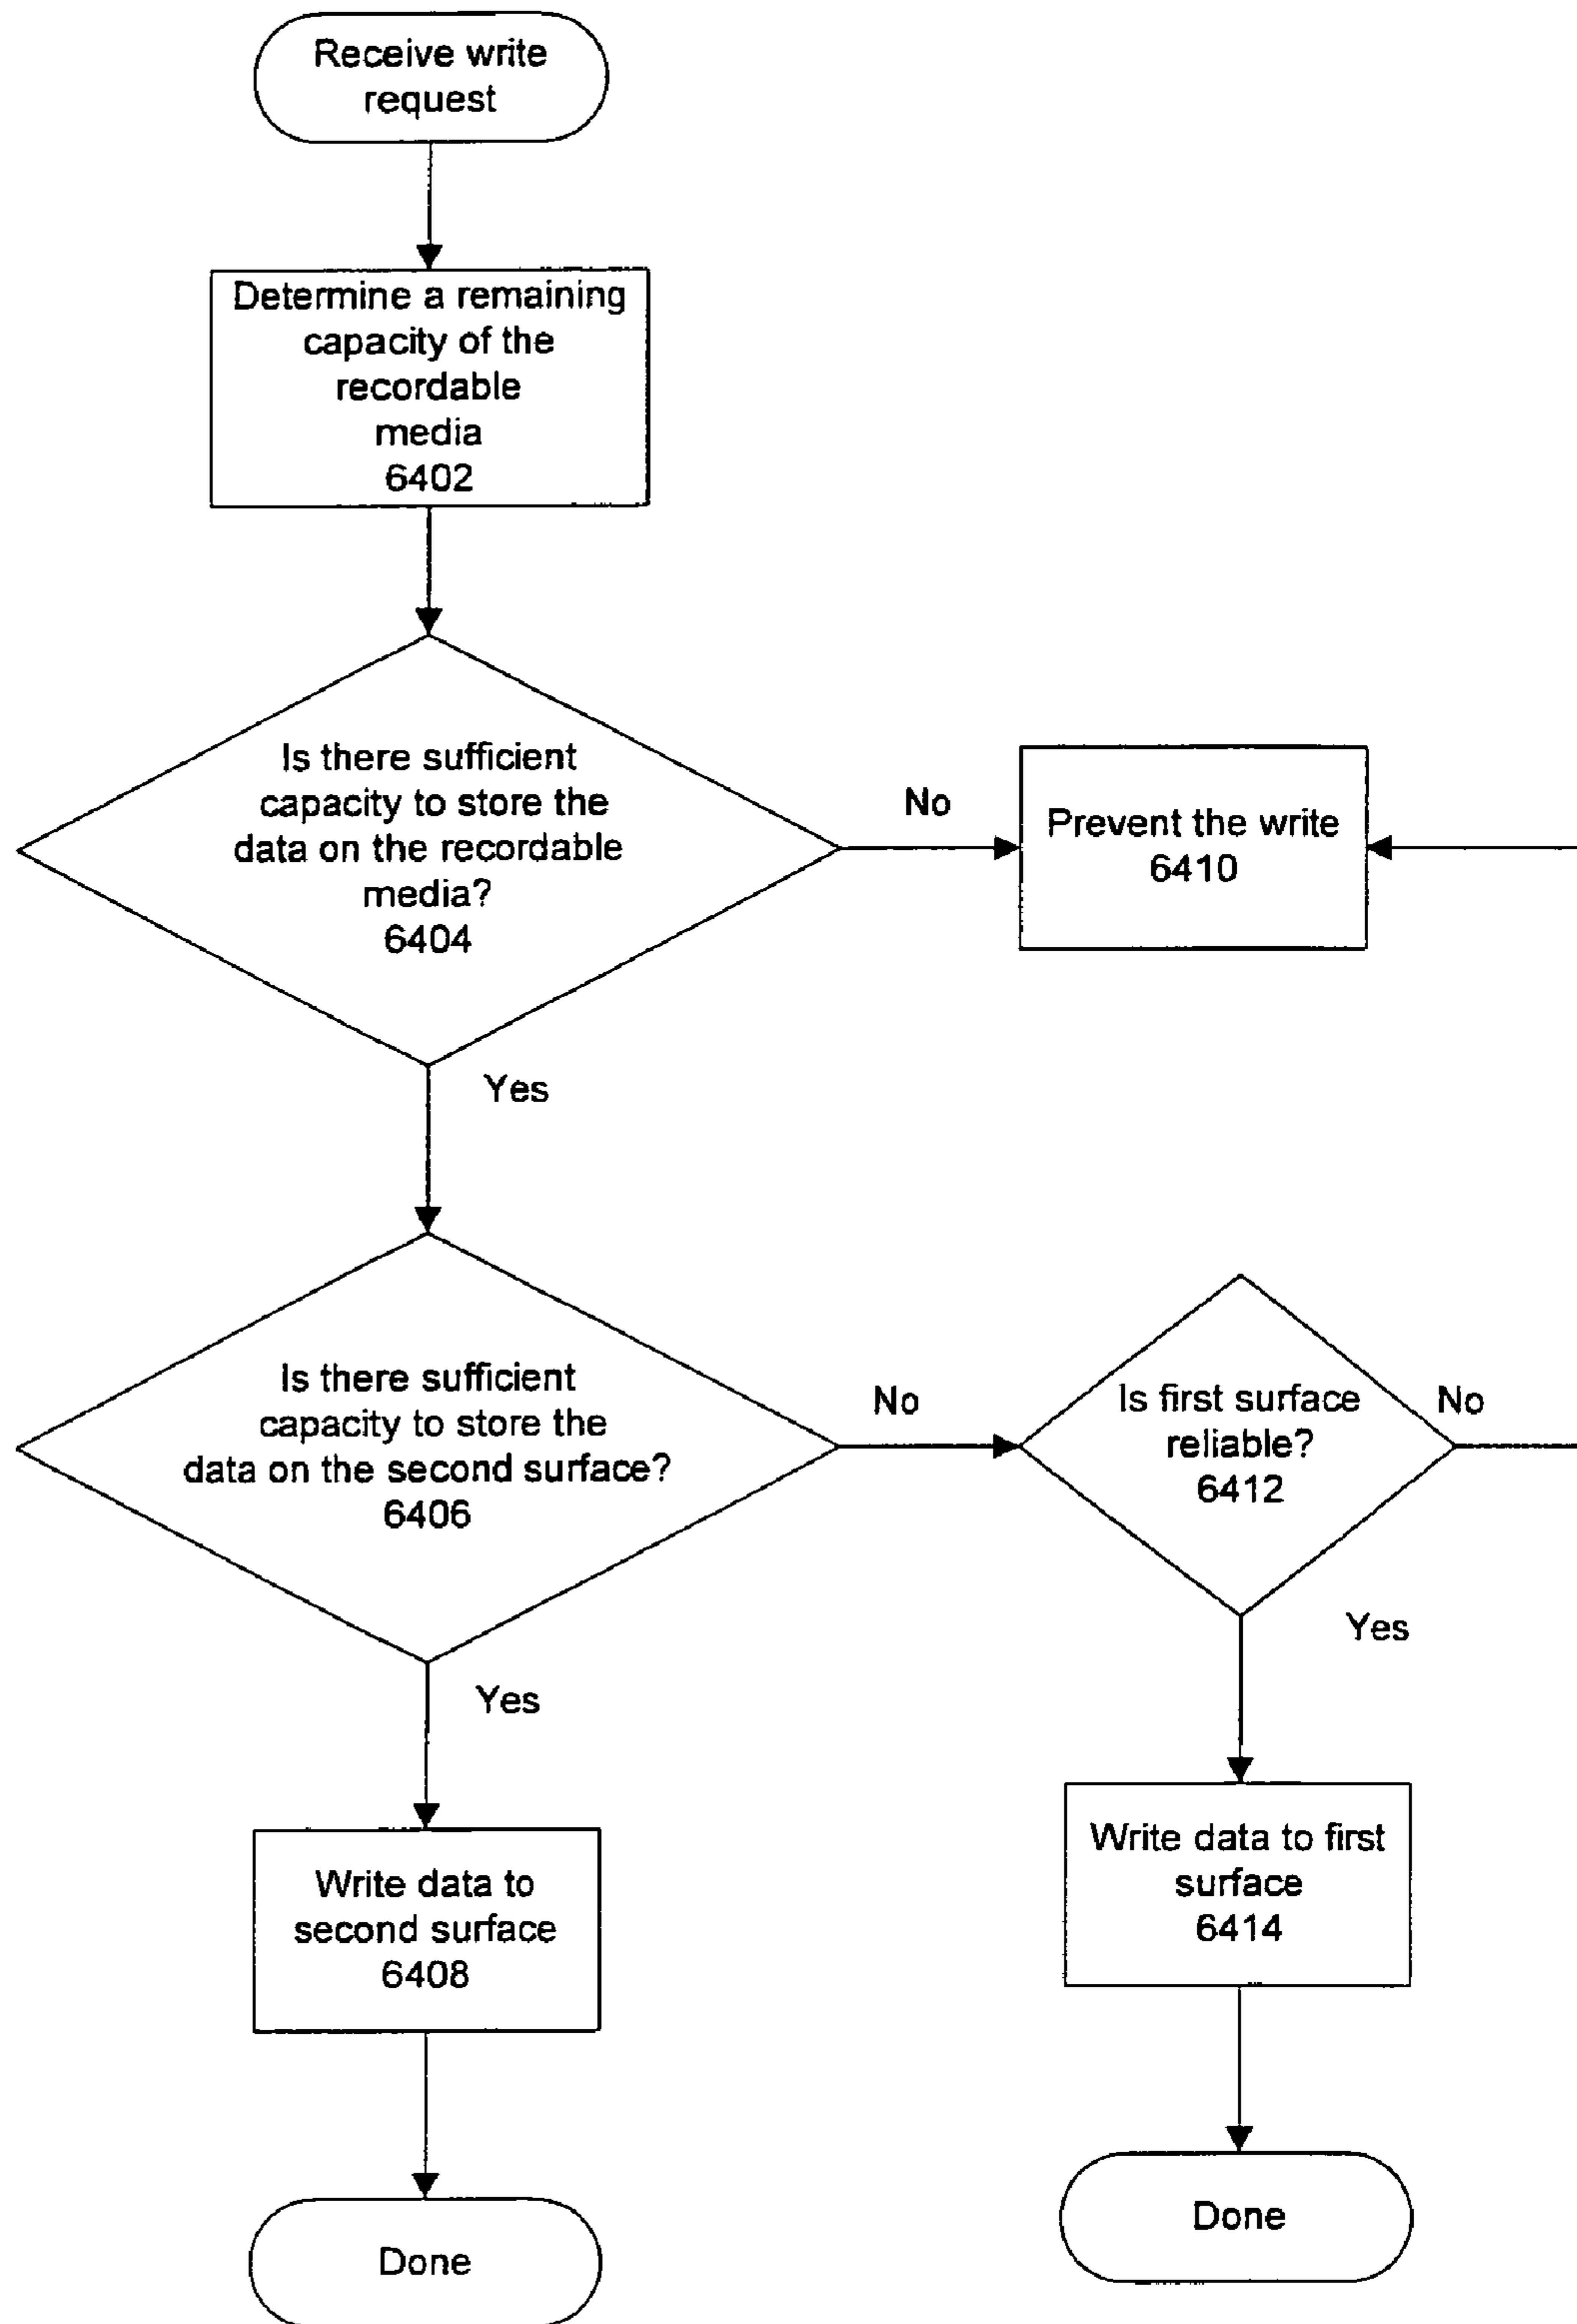 Receive write
request
Determine a remaining
capacity of the
recordable
media
6402
Is there sufficient
capacity to store the
data on the recordable
media?
6404
No
Prevent the write
6410
Yes
Is there sufficient
capacity to store the
data on the second surface?
6406
No
Is first surface
reliable?
6412
No
Yes
Yes
Write data to
second surface
6408
Write data to first
surface
6414
Done
Done